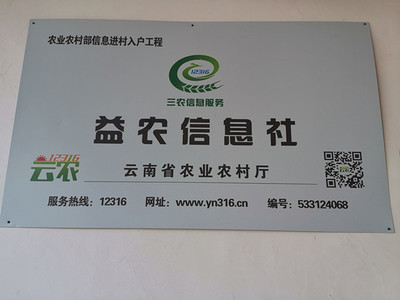 农业农村部信息进村入户工程
12316
三农信息服务
益农信息社
12316
云农
云南省农业农村厅
服务热线：12316 网址：www.yn316.cn 编号：533124068